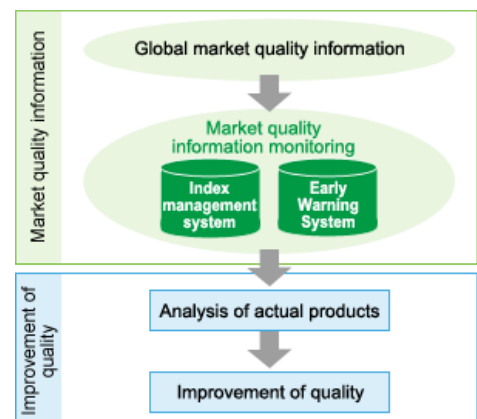 Market quality information
Global market quality information
Market quality
information monitoring
Index
management
system
Early
Warning
System
Improvement of
quality
Analysis of actual products
Improvement of quality